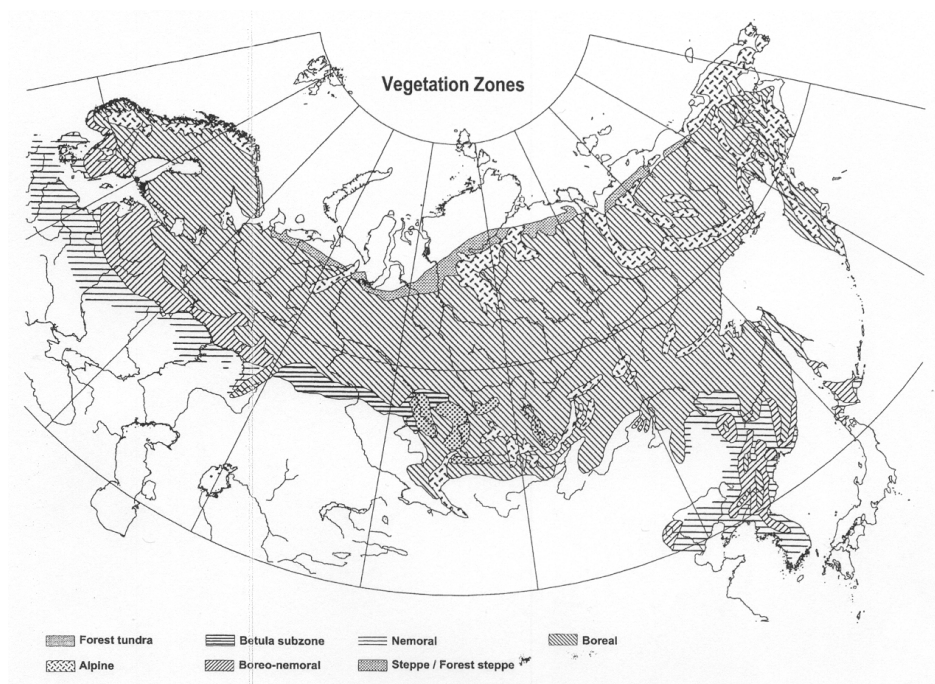 Vegetation Zones
Forest tundra
Betula subzone
Nemoral
Boreal
Alpine
Boreo-nemoral
Steppe / Forest steppe